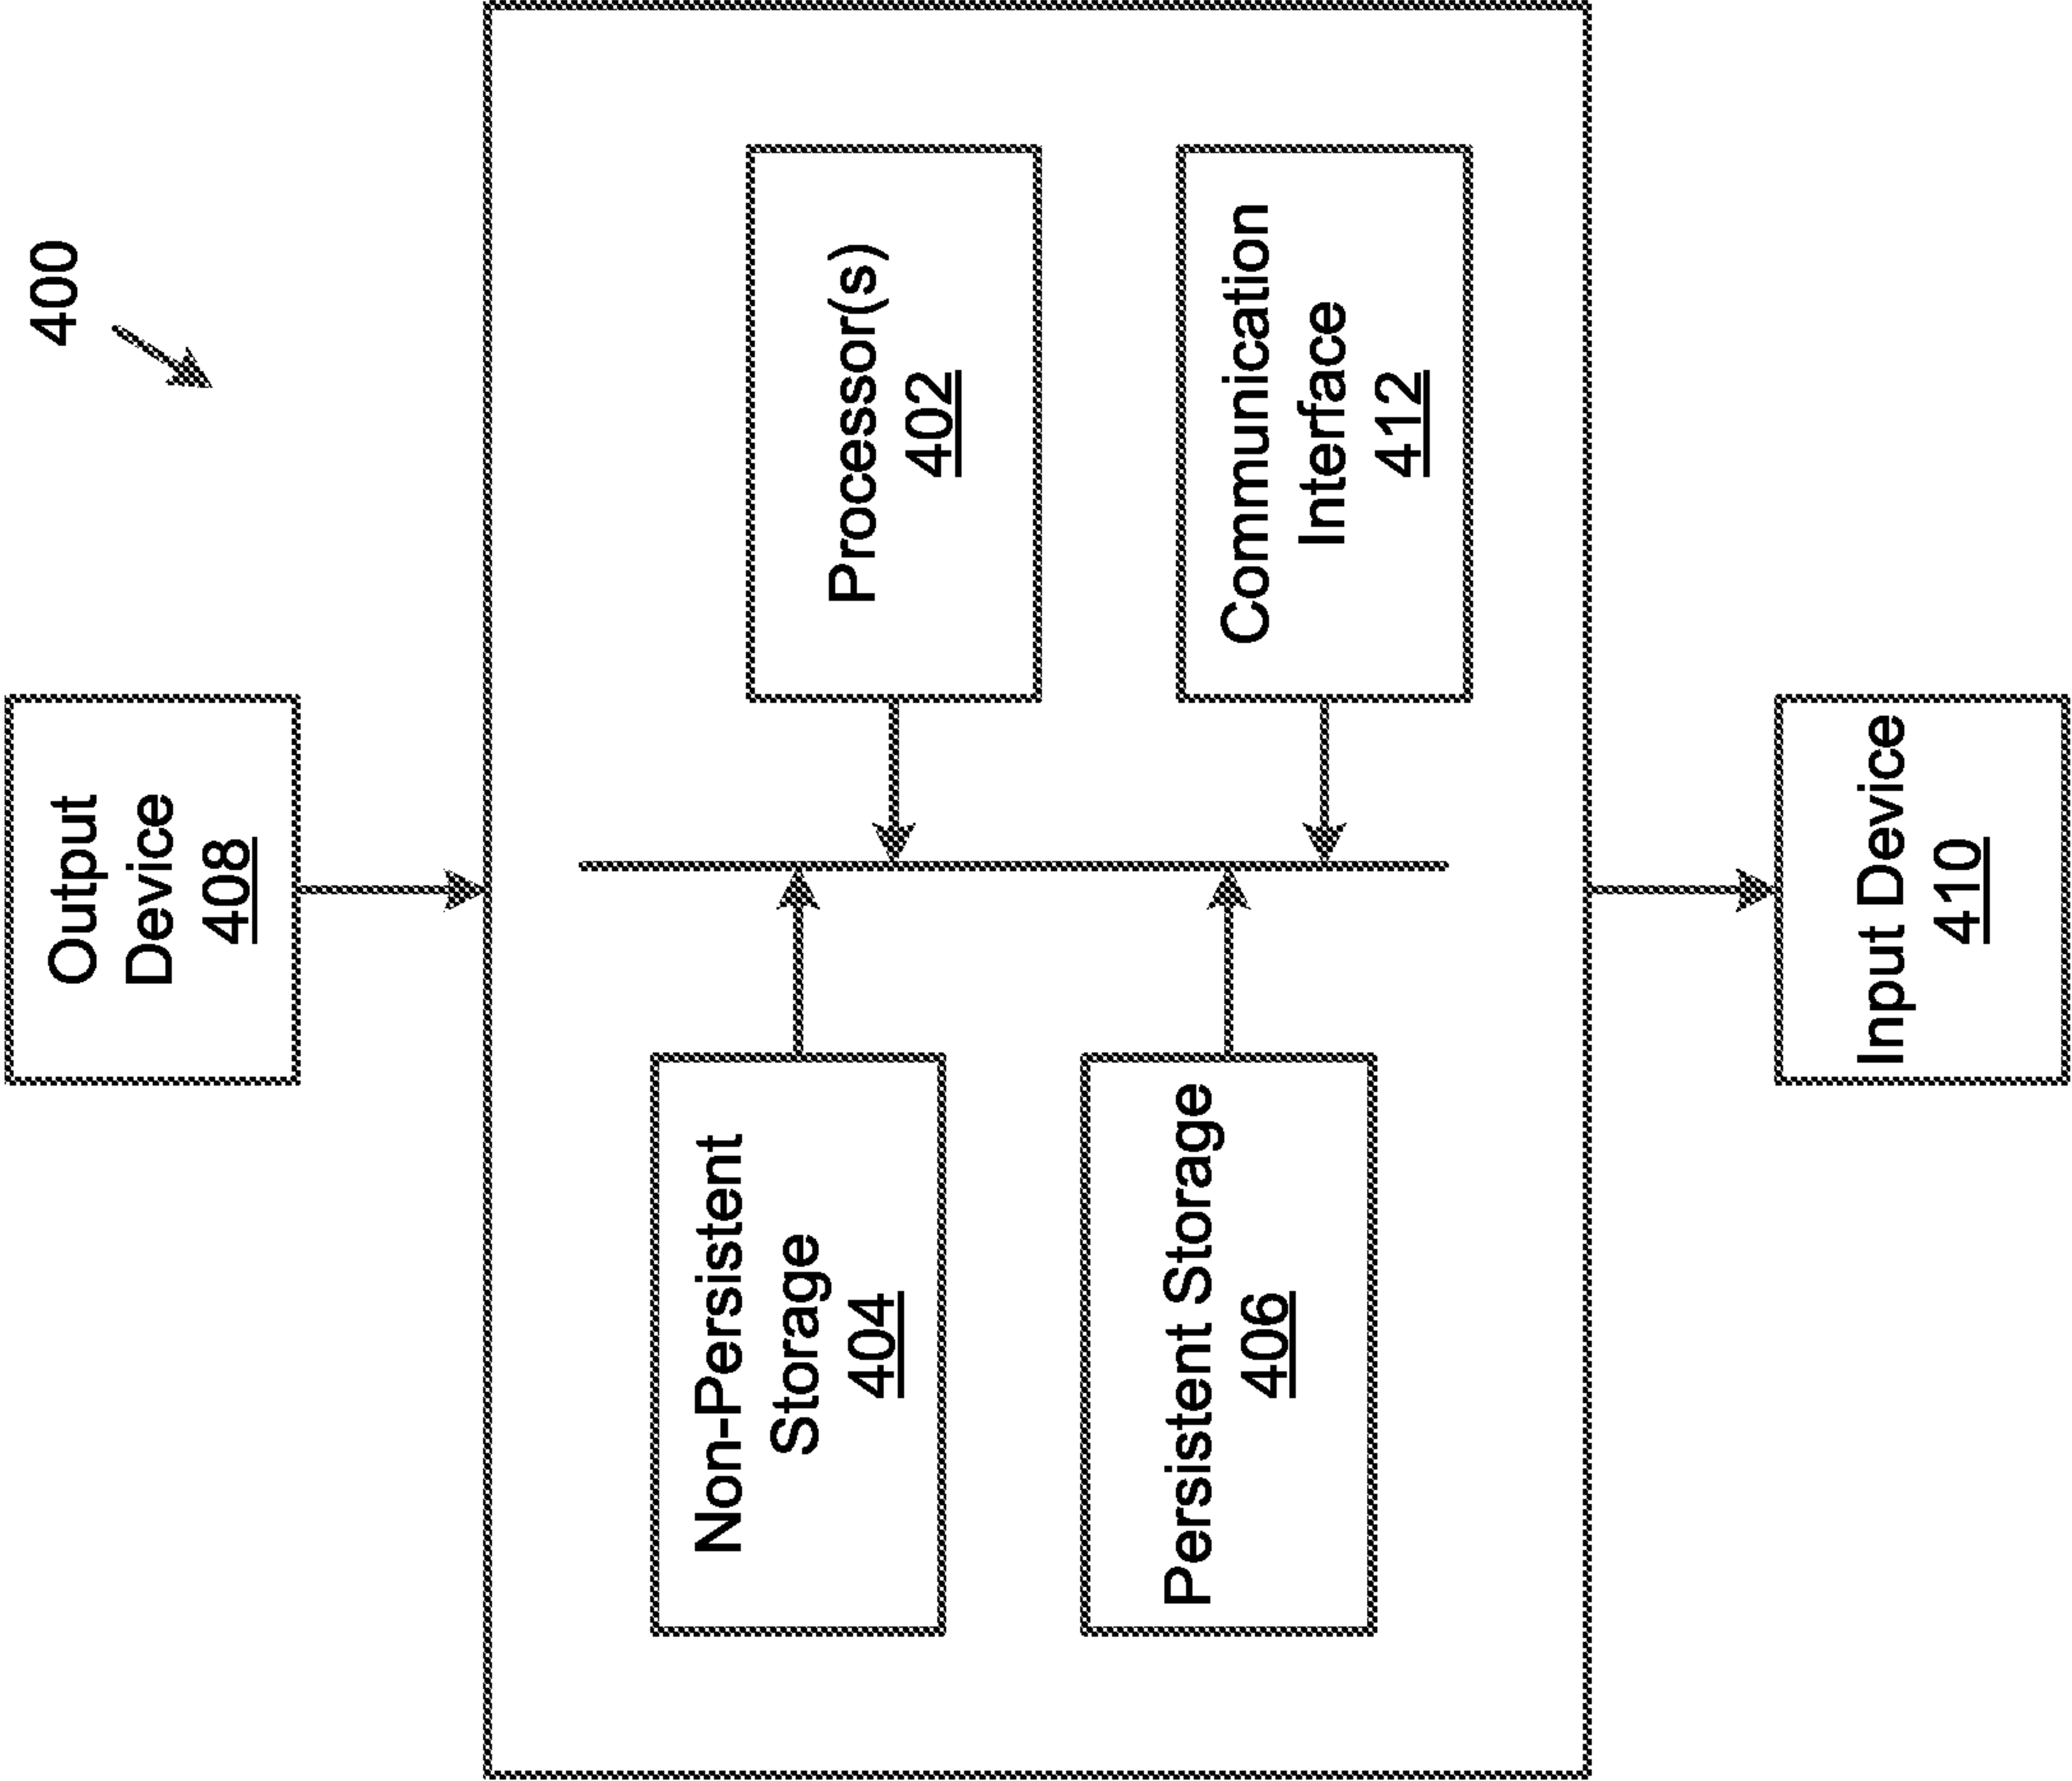 400
Output
Device
408
Processor(s)
402
Communication
Interface
412
Non-Persistent
Storage
404
Persistent Storage
406
Input Device
410